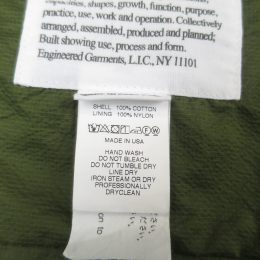 capacities, shapes, growth, function, purpose,
practice, use, work and operation. Collectively
arranged, assembled, produced and planned;
Built showing use, process and form.
Engineered Garments, L.I.C., NY 11101
SHELL: 100% COTTON
LINING: 100% NYLON
MADE IN USA
HAND WASH
DO NOT BLEACH
DO NOT TUMBLE DRY
LINE DRY
IRON STEAM OR DRY
PROFESSIONALLY
DRYCLEAN